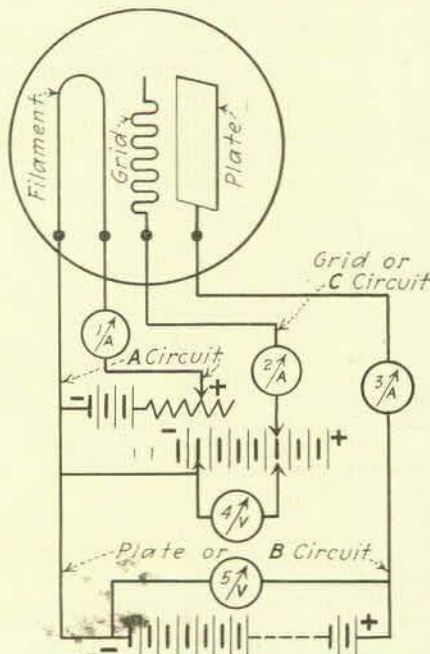 Filament
Grid
Plate
Grid or
C Circuit
1
A
A Circuit
2
A
3
A
-
+
-
+
4
V
Plate or B Circuit
5
V
-
+